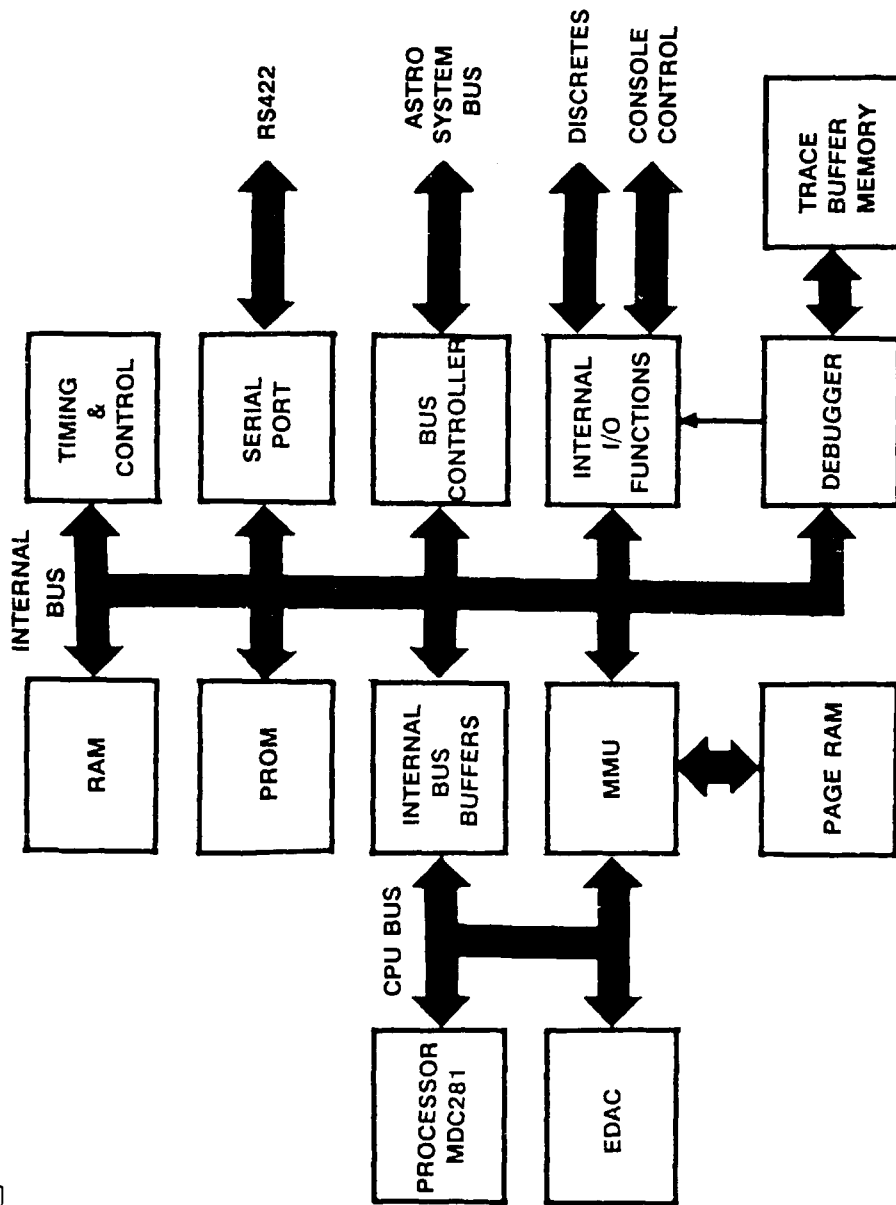 INTERNAL
BUS
RAM
TIMING
&
CONTROL
PROM
SERIAL
PORT
RS422
CPU BUS
PROCESSOR
MDC281
INTERNAL
BUS
BUFFERS
BUS
CONTROLLER
ASTRO
SYSTEM
BUS
EDAC
MMU
INTERNAL
I/O
FUNCTIONS
DISCRETES
CONSOLE
CONTROL
PAGE RAM
DEBUGGER
TRACE
BUFFER
MEMORY